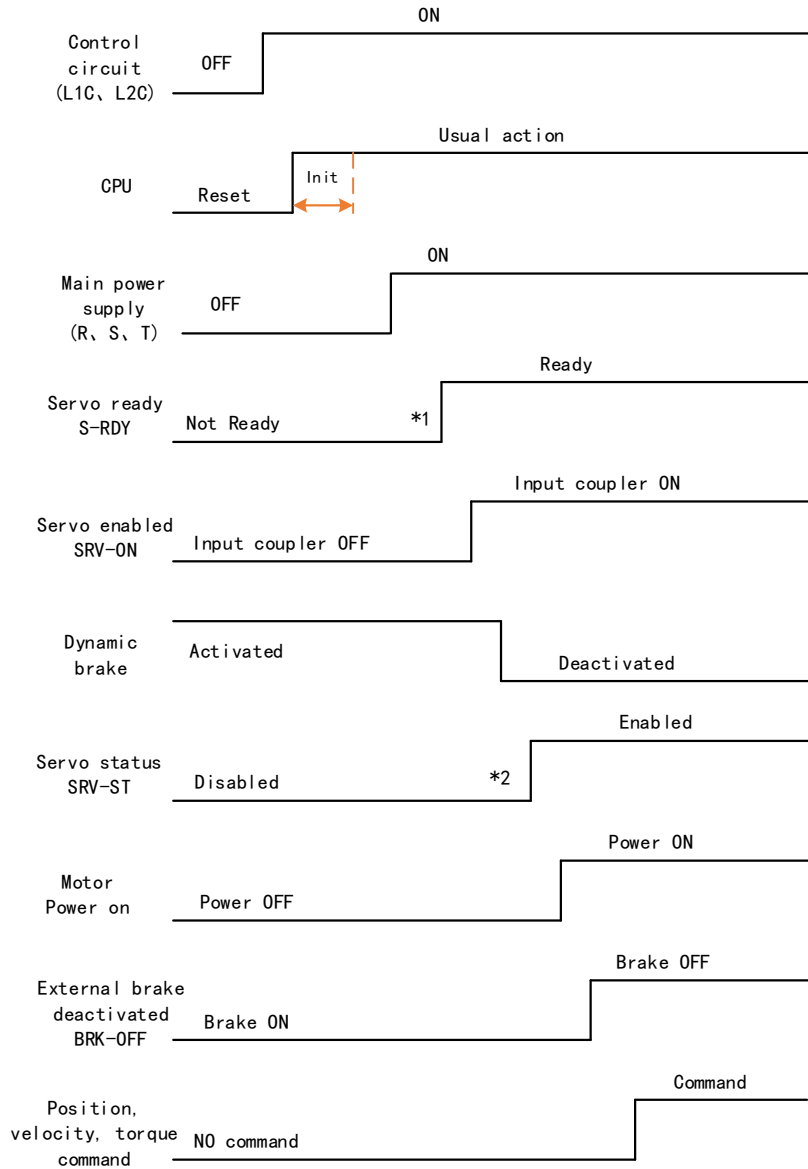 ON
Control
circuit
(L1C、L2C)
OFF
Usual action
CPU
Reset
Init
ON
Main power
supply
(R、S、T)
OFF
Ready
Servo ready
S-RDY
Not Ready
*1
Input coupler ON
Servo enabled
SRV-ON
Input coupler OFF
Dynamic
brake
Activated
Deactivated
Enabled
Servo status
SRV-ST
Disabled
*2
Power ON
Motor
Power on
Power OFF
Brake OFF
External brake
deactivated
BRK-OFF
Brake ON
Command
Position,
velocity, torque
command
NO command